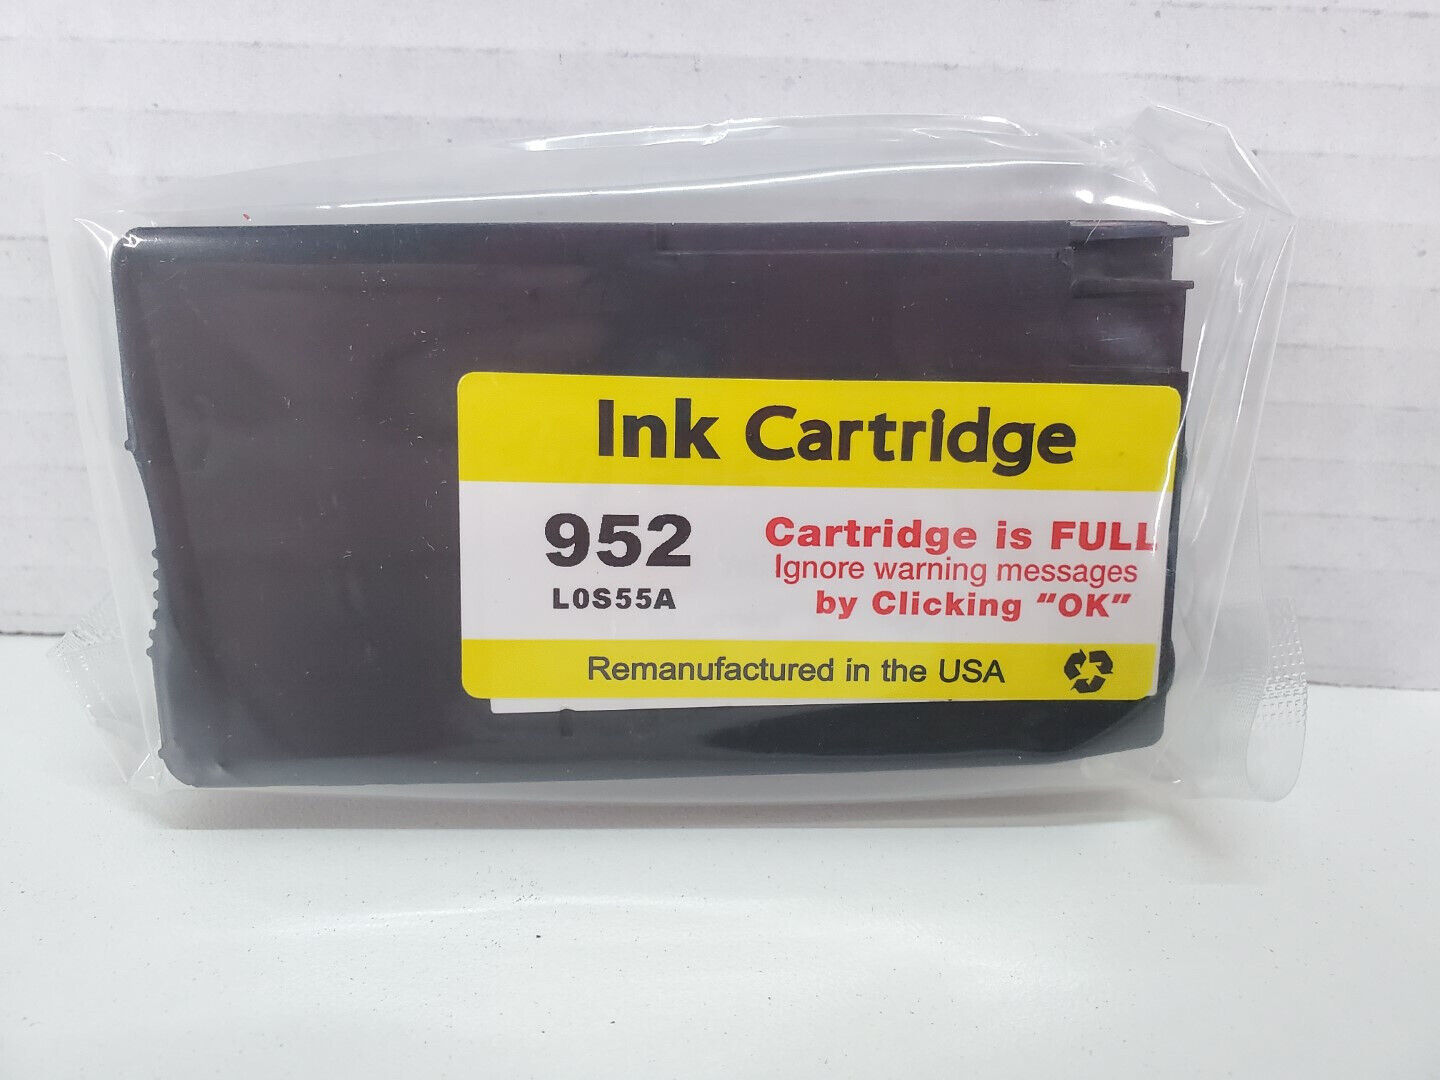 Ink Cartridge
952
L0S55A
Cartridge is FULL
Ignore warning messages
by Clicking "OK"
Remanufactured in the USA